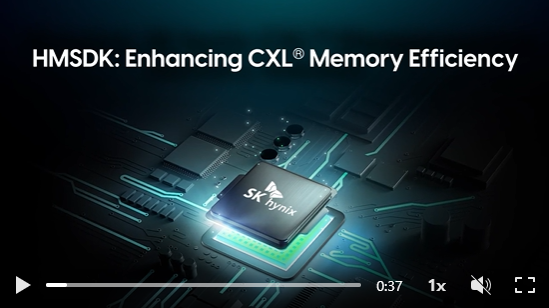 HMSDK: Enhancing CXL® Memory Efficiency
SK hynix
0:37
1x